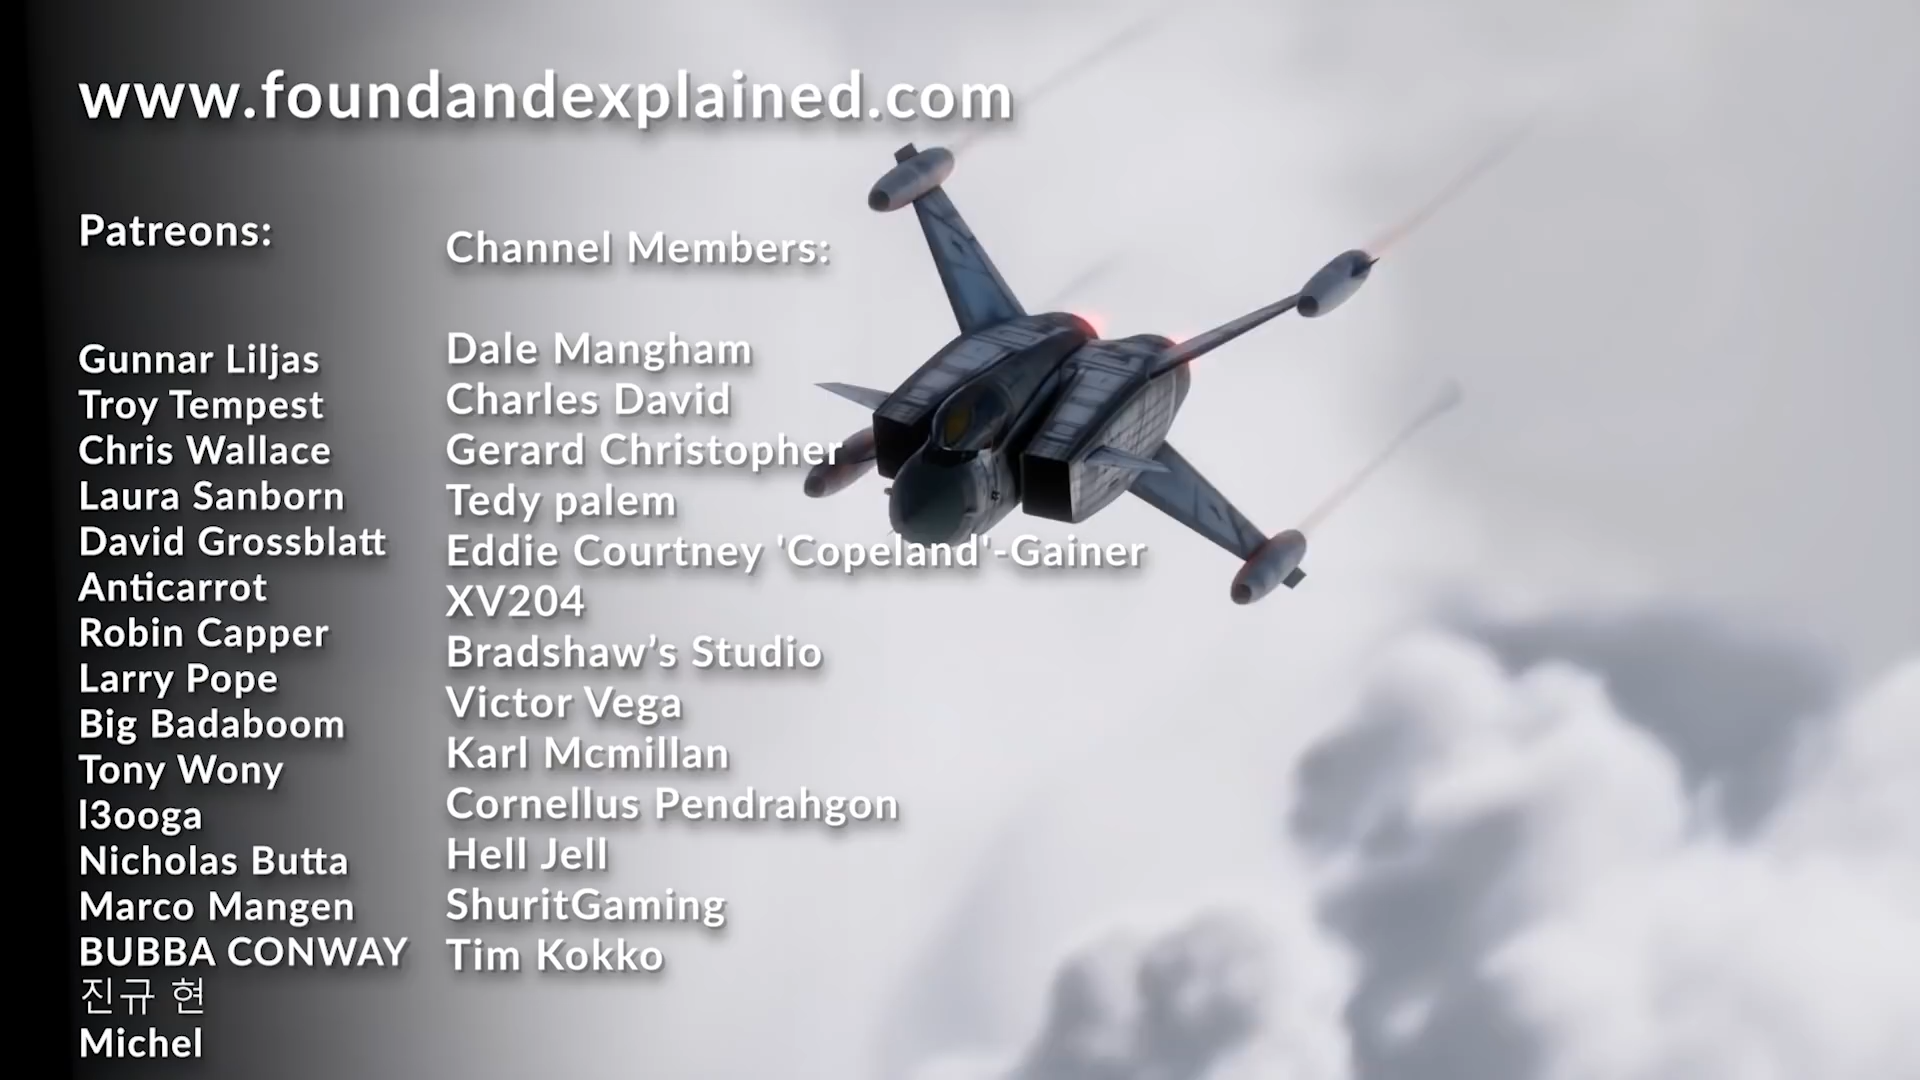 www.foundandexplained.com
Patreons:
Gunnar Liljas
Troy Tempest
Chris Wallace
Laura Sanborn
David Grossblatt
Anticarrot
Robin Capper
Larry Pope
Big Badaboom
Tony Wony
l3ooga
Nicholas Butta
Marco Mangen
BUBBA CONWAY
진규 현
Michel
Channel Members:
Dale Mangham
Charles David
Gerard Christopher
Tedy palem
Eddie Courtney 'Copeland'-Gainer
XV204
Bradshaw’s Studio
Victor Vega
Karl Mcmillan
Cornellus Pendrahgon
Hell Jell
ShuritGaming
Tim Kokko